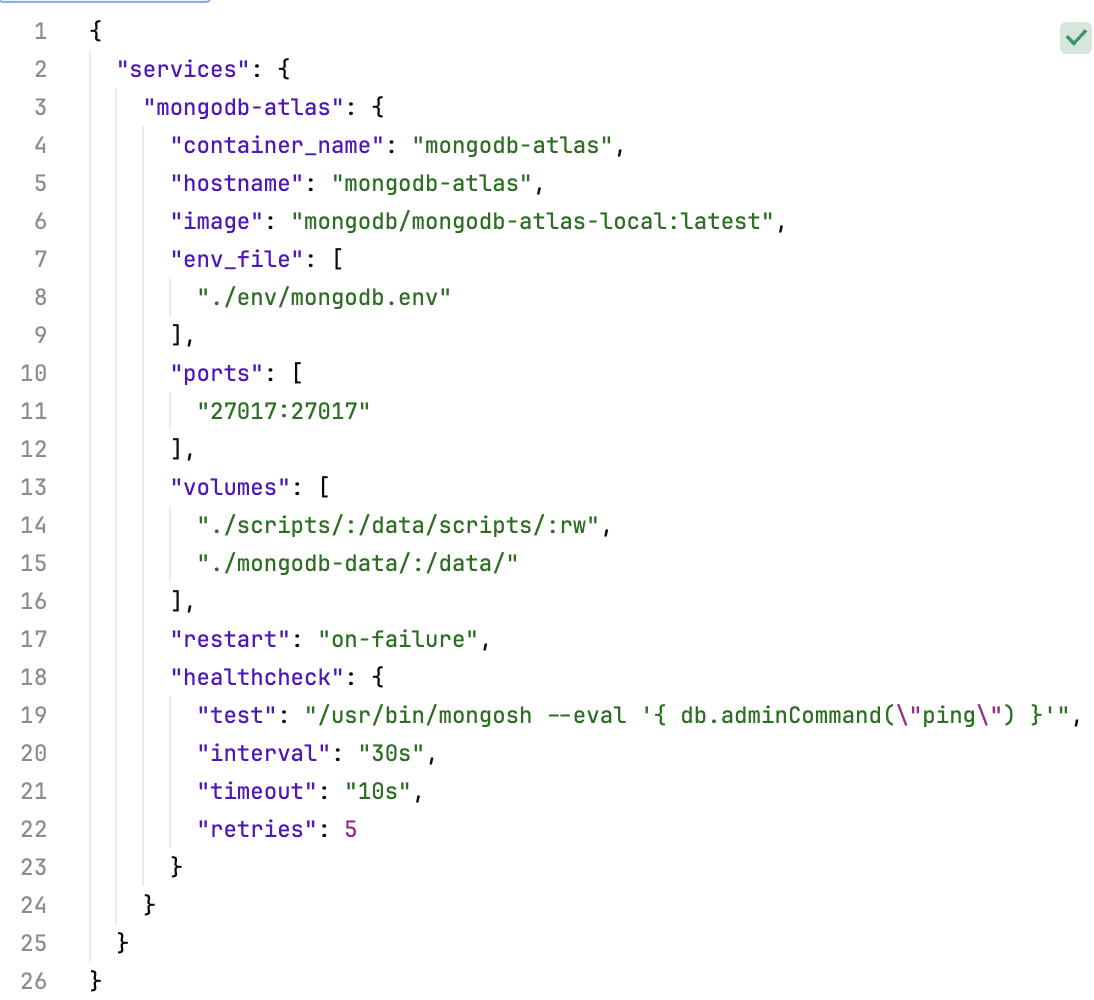 1 {
2   "services": {
3     "mongodb-atlas": {
4       "container_name": "mongodb-atlas",
5       "hostname": "mongodb-atlas",
6       "image": "mongodb/mongodb-atlas-local:latest",
7       "env_file": [
8         "./env/mongodb.env"
9       ],
10       "ports": [
11         "27017:27017"
12       ],
13       "volumes": [
14         "./scripts/:/data/scripts/:rw",
15         "./mongodb-data/:/data/"
16       ],
17       "restart": "on-failure",
18       "healthcheck": {
19         "test": "/usr/bin/mongosh --eval '{ db.adminCommand(\"ping\") }'",
20         "interval": "30s",
21         "timeout": "10s",
22         "retries": 5
23       }
24     }
25   }
26 }